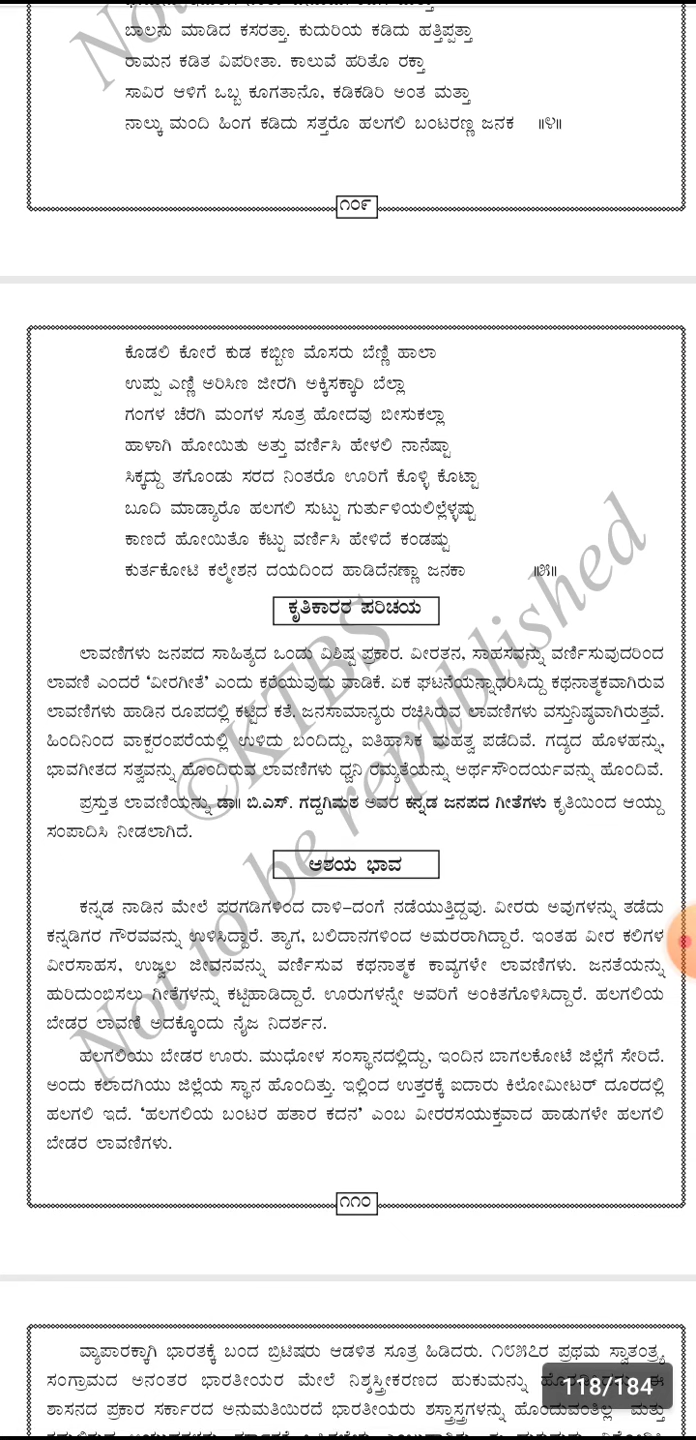 ಬಾಲನು ಮಾಡಿದ ಕಸರತ್ತಾ. ಕುದುರಿಯ ಕಡಿದು ಹತ್ತಿಪ್ಪತ್ತಾ
ರಾಮನ ಕಡಿತ ವಿಪರೀತಾ. ಕಾಲುವೆ ಹರಿತೊ ರಕ್ತಾ
ಸಾವಿರ ಆಳಿಗೆ ಒಬ್ಬ ಕೂಗತಾನೊ, ಕಡಿಕಡಿರಿ ಅಂತ ಮತ್ತಾ
ನಾಲ್ಕು ಮಂದಿ ಹಿಂಗ ಕಡಿದು ಸತ್ತರೊ ಹಲಗಲಿ ಬಂಟರಣ್ಣ ಜನಕ ॥೪॥
೧೦೯
ಕೊಡಲಿ ಕೋರೆ ಕುಡ ಕಬ್ಬಿಣ ಮೊಸರು ಬೆಣ್ಣಿ ಹಾಲಾ
ಉಪ್ಪು ಎಣ್ಣಿ ಅರಿಸಿಣ ಜೀರಗಿ ಅಕ್ಕಿಸಕ್ಕಾರಿ ಬೆಲ್ಲಾ
ಗಂಗಳ ಚೆರಗಿ ಮಂಗಳ ಸೂತ್ರ ಹೋದವು ಬೀಸುಕಲ್ಲಾ
ಹಾಳಾಗಿ ಹೋಯಿತು ಅತ್ತು ವರ್ಣಿಸಿ ಹೇಳಲಿ ನಾನೆಷ್ಟಾ
ಸಿಕ್ಕದ್ದು ತಗೊಂಡು ಸರದ ನಿಂತರೊ ಊರಿಗೆ ಕೊಳ್ಳಿ ಕೊಟ್ಟಾ
ಬೂದಿ ಮಾಡ್ಯಾರೊ ಹಲಗಲಿ ಸುಟ್ಟು ಗುರ್ತುಳಿಯಲಿಲ್ಲೆಳ್ಳಷ್ಟು
ಕಾಣದೆ ಹೋಯಿತೊ ಕೆಟ್ಟು ವರ್ಣಿಸಿ ಹೇಳಿದೆ ಕಂಡಷ್ಟು
ಕುರ್ತಕೋಟಿ ಕಲ್ಮೇಶನ ದಯದಿಂದ ಹಾಡಿದೆನಣ್ಣಾ ಜನಕಾ ॥೫॥
ಕೃತಿಕಾರರ ಪರಿಚಯ
ಲಾವಣಿಗಳು ಜನಪದ ಸಾಹಿತ್ಯದ ಒಂದು ವಿಶಿಷ್ಟ ಪ್ರಕಾರ. ವೀರತನ, ಸಾಹಸವನ್ನು ವರ್ಣಿಸುವುದರಿಂದ
ಲಾವಣಿ ಎಂದರೆ ‘ವೀರಗೀತೆ’ ಎಂದು ಕರೆಯುವುದು ವಾಡಿಕೆ. ಏಕ ಘಟನೆಯನ್ನಾಧರಿಸಿದ್ದು ಕಥನಾತ್ಮಕವಾಗಿರುವ
ಲಾವಣಿಗಳು ಹಾಡಿನ ರೂಪದಲ್ಲಿ ಕಟ್ಟಿದ ಕತೆ. ಜನಸಾಮಾನ್ಯರು ರಚಿಸಿರುವ ಲಾವಣಿಗಳು ವಸ್ತುನಿಷ್ಠವಾಗಿರುತ್ತವೆ.
ಹಿಂದಿನಿಂದ ವಾಕ್ಪರಂಪರೆಯಲ್ಲಿ ಉಳಿದು ಬಂದಿದ್ದು, ಐತಿಹಾಸಿಕ ಮಹತ್ವ ಪಡೆದಿವೆ. ಗದ್ಯದ ಹೊಳಹನ್ನು,
ಭಾವಗೀತದ ಸತ್ವವನ್ನು ಹೊಂದಿರುವ ಲಾವಣಿಗಳು ಧ್ವನಿ ರಮ್ಯತೆಯನ್ನು ಅರ್ಥಸೌಂದರ್ಯವನ್ನು ಹೊಂದಿವೆ.
ಪ್ರಸ್ತುತ ಲಾವಣಿಯನ್ನು ಡಾ॥ ಬಿ.ಎಸ್. ಗದ್ದಗಿಮಠ ಅವರ ಕನ್ನಡ ಜನಪದ ಗೀತೆಗಳು ಕೃತಿಯಿಂದ ಆಯ್ದು
ಸಂಪಾದಿಸಿ ನೀಡಲಾಗಿದೆ.
ಆಶಯ ಭಾವ
ಕನ್ನಡ ನಾಡಿನ ಮೇಲೆ ಪರಗಡಿಗಳಿಂದ ದಾಳಿ-ದಂಗೆ ನಡೆಯುತ್ತಿದ್ದವು. ವೀರರು ಅವುಗಳನ್ನು ತಡೆದು
ಕನ್ನಡಿಗರ ಗೌರವವನ್ನು ಉಳಿಸಿದ್ದಾರೆ. ತ್ಯಾಗ, ಬಲಿದಾನಗಳಿಂದ ಅಮರರಾಗಿದ್ದಾರೆ. ಇಂತಹ ವೀರ ಕಲಿಗಳ
ವೀರಸಾಹಸ, ಉಜ್ವಲ ಜೀವನವನ್ನು ವರ್ಣಿಸುವ ಕಥನಾತ್ಮಕ ಕಾವ್ಯಗಳೇ ಲಾವಣಿಗಳು. ಜನತೆಯನ್ನು
ಹುರಿದುಂಬಿಸಲು ಗೀತೆಗಳನ್ನು ಕಟ್ಟಿಹಾಡಿದ್ದಾರೆ. ಊರುಗಳನ್ನೇ ಅವರಿಗೆ ಅಂಕಿತಗೊಳಿಸಿದ್ದಾರೆ. ಹಲಗಲಿಯ
ಬೇಡರ ಲಾವಣಿ ಅದಕ್ಕೊಂದು ನೈಜ ನಿದರ್ಶನ.
ಹಲಗಲಿಯು ಬೇಡರ ಊರು. ಮುಧೋಳ ಸಂಸ್ಥಾನದಲ್ಲಿದ್ದು, ಇಂದಿನ ಬಾಗಲಕೋಟೆ ಜಿಲ್ಲೆಗೆ ಸೇರಿದೆ.
ಅಂದು ಕಲಾದಗಿಯು ಜಿಲ್ಲೆಯ ಸ್ಥಾನ ಹೊಂದಿತ್ತು. ಇಲ್ಲಿಂದ ಉತ್ತರಕ್ಕೆ ಐದಾರು ಕಿಲೋಮೀಟರ್ ದೂರದಲ್ಲಿ
ಹಲಗಲಿ ಇದೆ. ‘ಹಲಗಲಿಯ ಬಂಟರ ಹತಾರ ಕದನ’ ಎಂಬ ವೀರರಸಯುಕ್ತವಾದ ಹಾಡುಗಳೇ ಹಲಗಲಿ
ಬೇಡರ ಲಾವಣಿಗಳು.
©KTBS
Not to be republished
೧೧೦
ವ್ಯಾಪಾರಕ್ಕಾಗಿ ಭಾರತಕ್ಕೆ ಬಂದ ಬ್ರಿಟಿಷರು ಆಡಳಿತ ಸೂತ್ರ ಹಿಡಿದರು. ೧೮೫೭ರ ಪ್ರಥಮ ಸ್ವಾತಂತ್ರ್ಯ
ಸಂಗ್ರಾಮದ ಅನಂತರ ಭಾರತೀಯರ ಮೇಲೆ ನಿಶ್ಶಸ್ತ್ರೀಕರಣದ ಹುಕುಮನ್ನು
118/184
ಶಾಸನದ ಪ್ರಕಾರ ಸರ್ಕಾರದ ಅನುಮತಿಯಿರದೆ ಭಾರತೀಯರು ಶಸ್ತ್ರಾಸ್ತ್ರಗಳನ್ನು ಹೊಂದುವಂತಿಲ್ಲ ಮತ್ತು